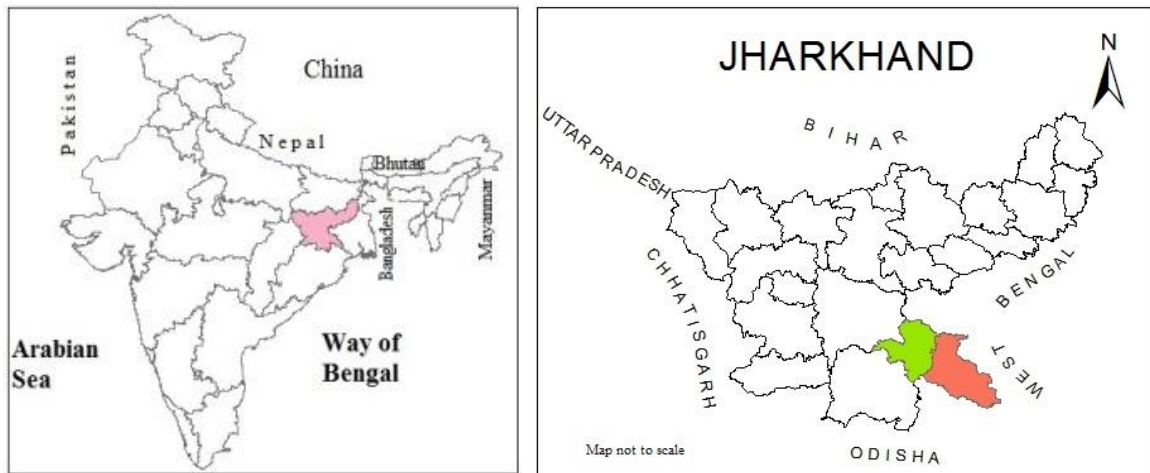 China
Pakistan
Nepal
Bhutan
Bangladesh
Mayanmar
Arabian
Sea
Way of
Bengal
JHARKHAND
N
BIHAR
UTTAR PRADESH
CHHATISGARH
BENGAL
WEST
Map not to scale
ODISHA